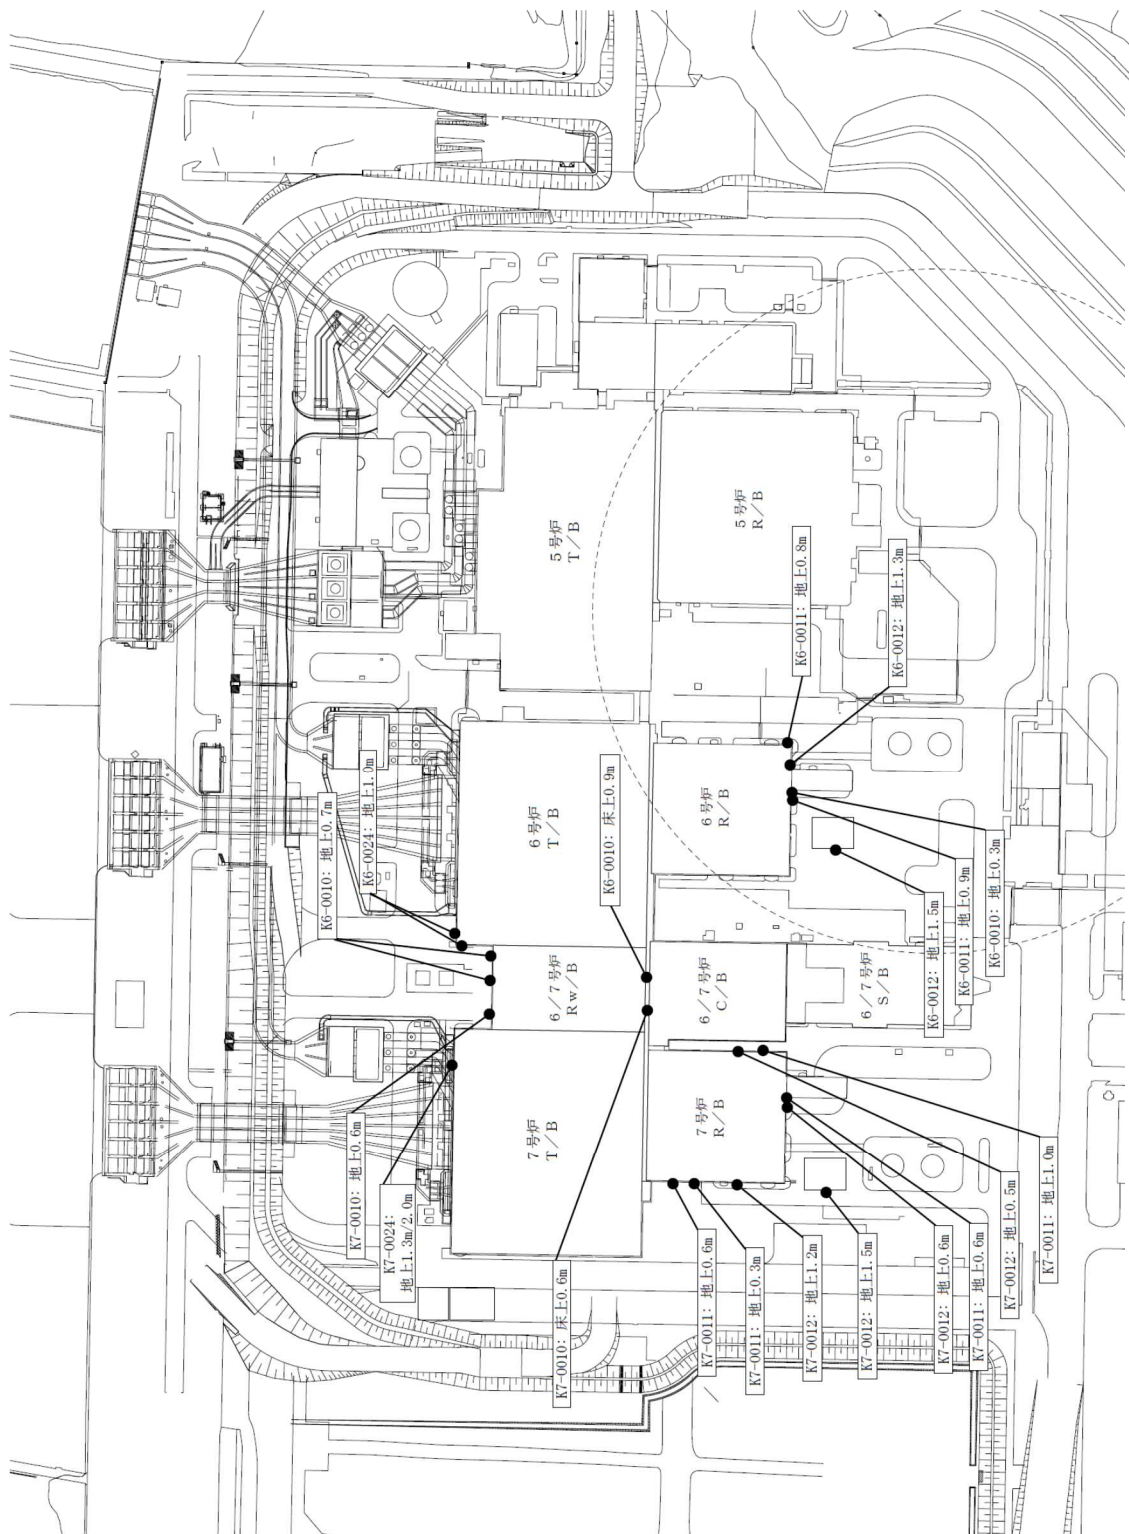 5号炉
T/B
5号炉
R/B
K6-0011: 地上0.8m
K6-0012: 地上1.3m
6号炉
T/B
6号炉
R/B
K6-0010: 地上0.7m
K6-0024: 地上1.0m
K6-0010: 床上0.9m
K6-0012: 地上1.5m
K6-0011: 地上0.9m
K6-0010: 地上0.3m
6/7号炉
Rw/B
6/7号炉
C/B
6/7号炉
S/B
7号炉
T/B
7号炉
R/B
K7-0010: 地上0.6m
K7-0024:
地上1.3m/2.0m
K7-0010: 床上0.6m
K7-0011: 地上0.6m
K7-0011: 地上0.3m
K7-0012: 地上1.2m
K7-0012: 地上1.5m
K7-0012: 地上0.6m
K7-0011: 地上0.6m
K7-0012: 地上0.5m
K7-0011: 地上1.0m